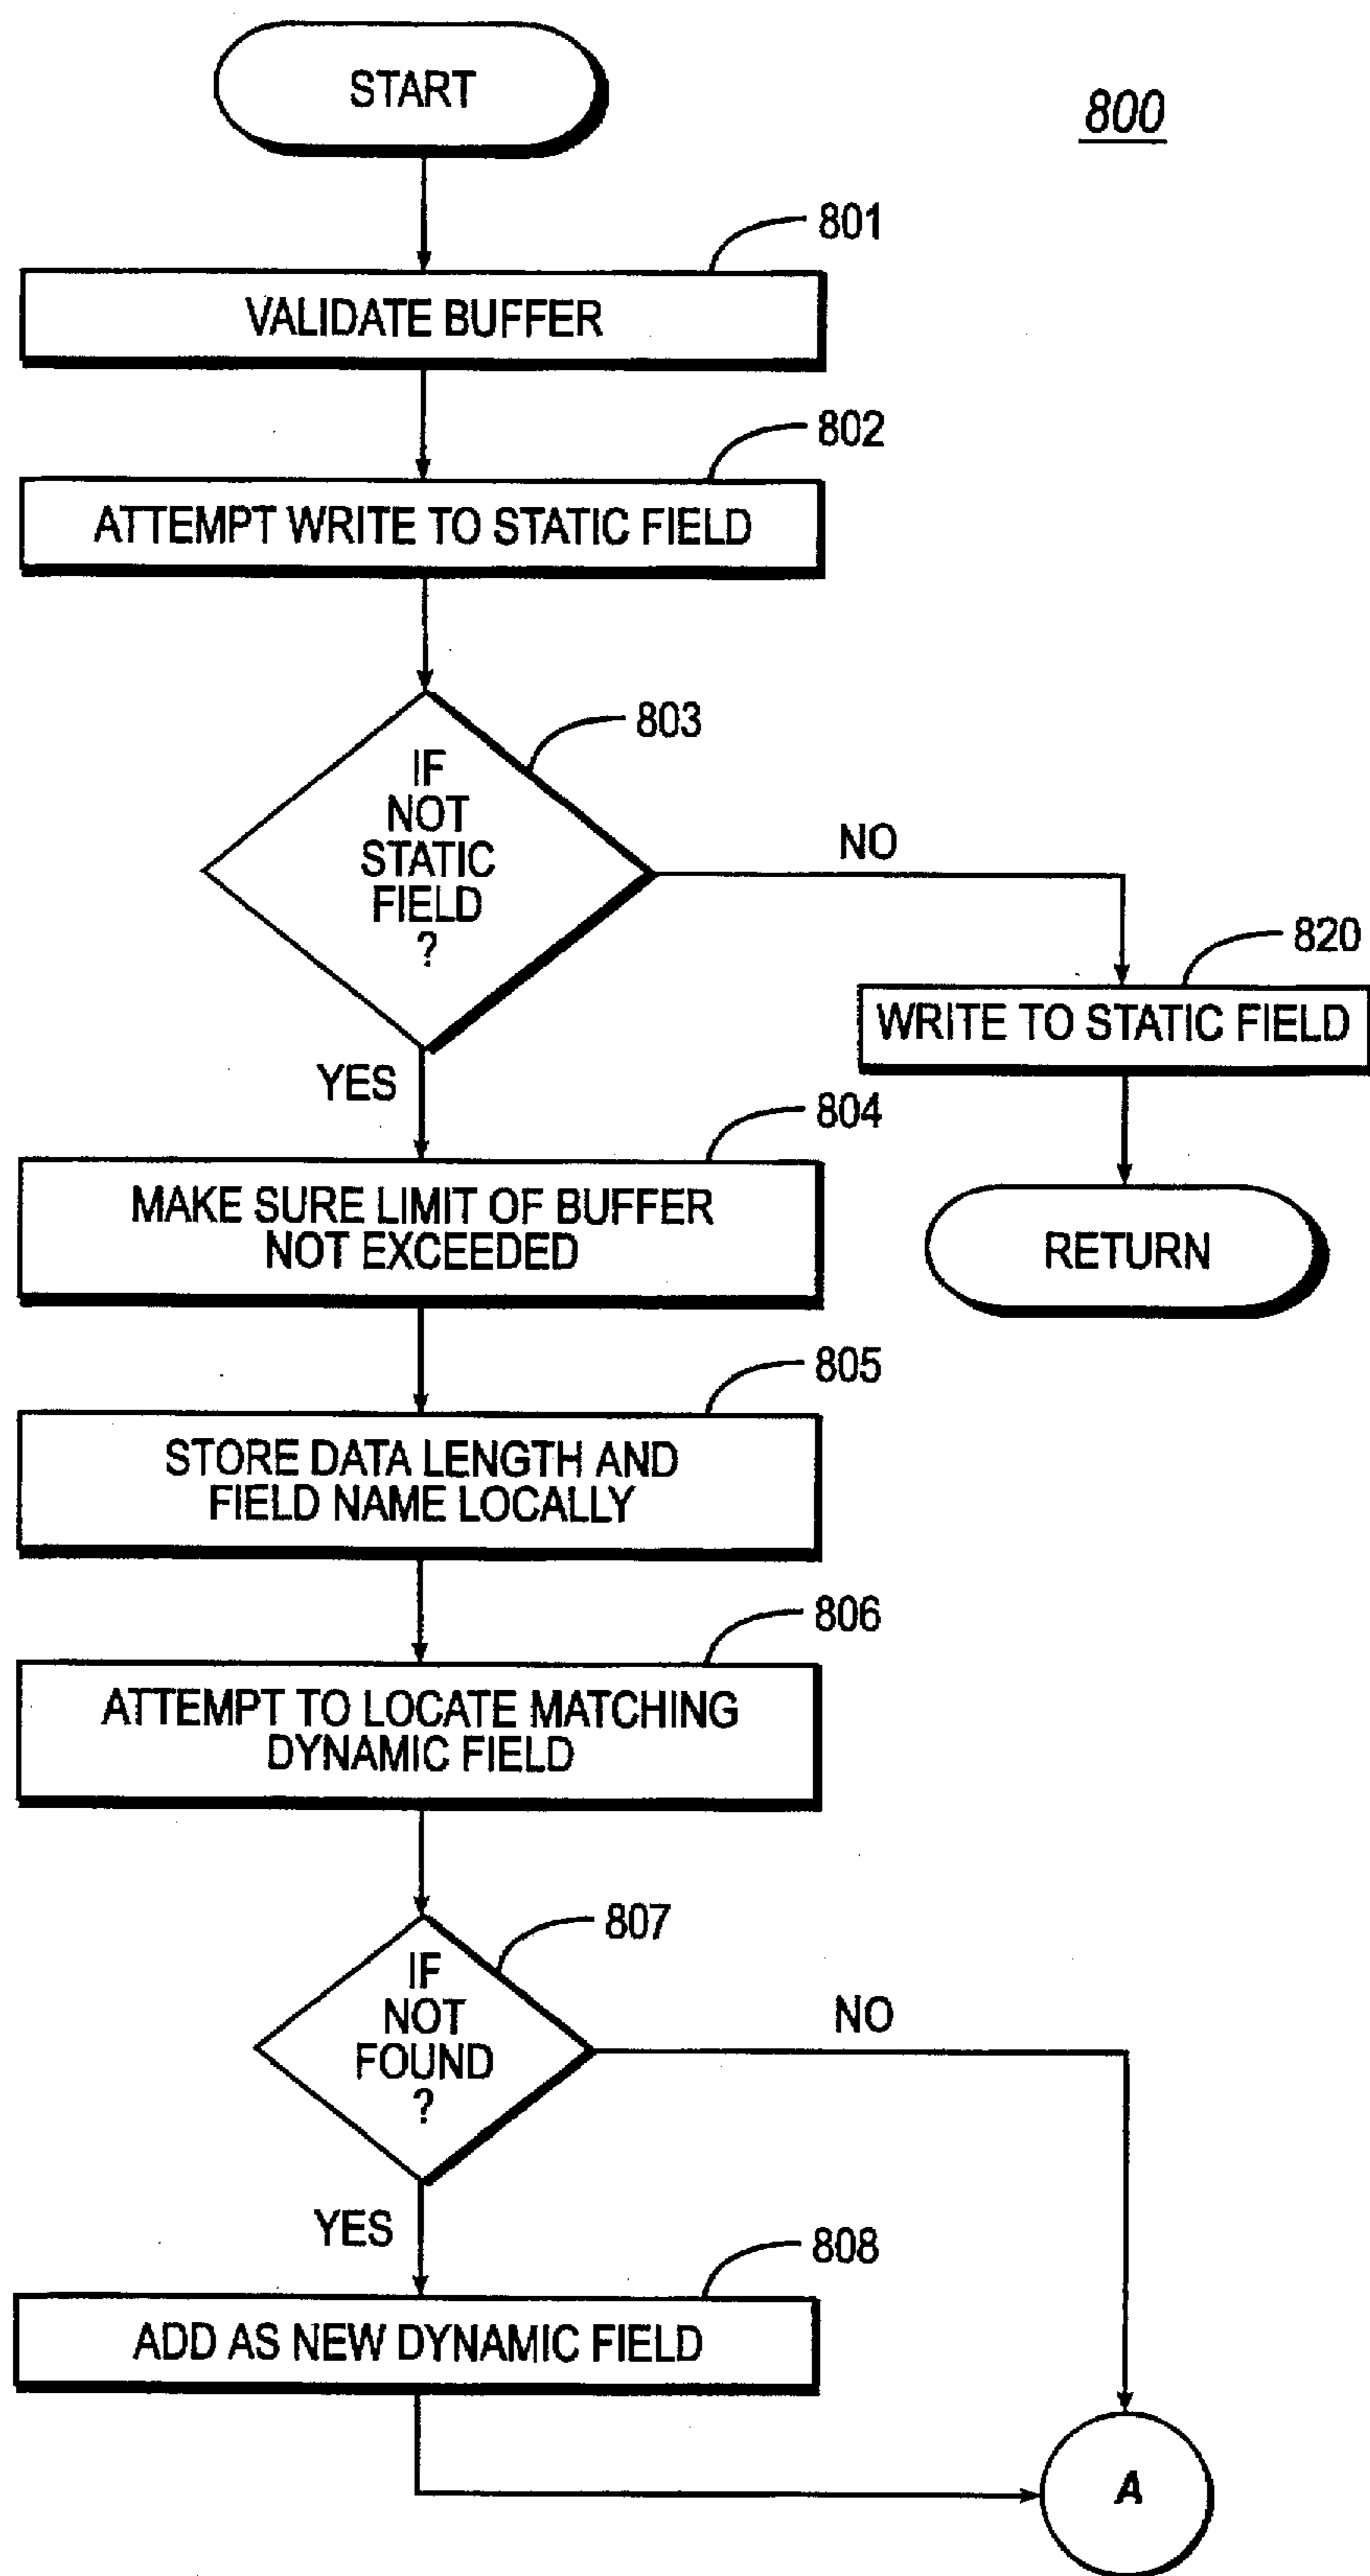 START
800
801
VALIDATE BUFFER
802
ATTEMPT WRITE TO STATIC FIELD
803
IF
NOT
STATIC
FIELD
?
NO
820
WRITE TO STATIC FIELD
RETURN
YES
804
MAKE SURE LIMIT OF BUFFER
NOT EXCEEDED
805
STORE DATA LENGTH AND
FIELD NAME LOCALLY
806
ATTEMPT TO LOCATE MATCHING
DYNAMIC FIELD
807
IF
NOT
FOUND
?
NO
YES
808
ADD AS NEW DYNAMIC FIELD
A